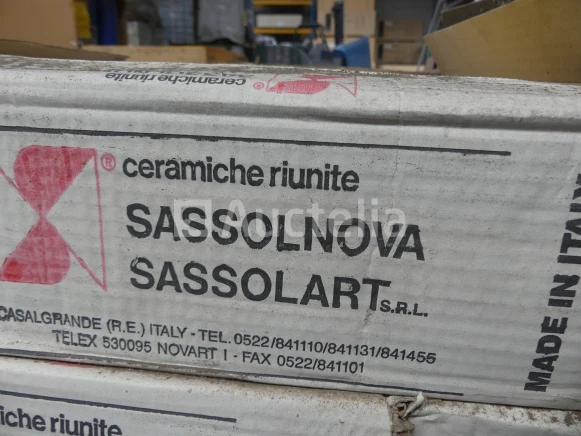 ceramiche riunite
® ceramiche riunite
SASSOLNOVA
SASSOLART S.R.L.
CASALGRANDE (R.E.) ITALY - TEL. 0522/841110/841131/841455
TELEX 530095 NOVART I - FAX 0522/841101
MADE IN ITALY
Auctelia
iche riunite